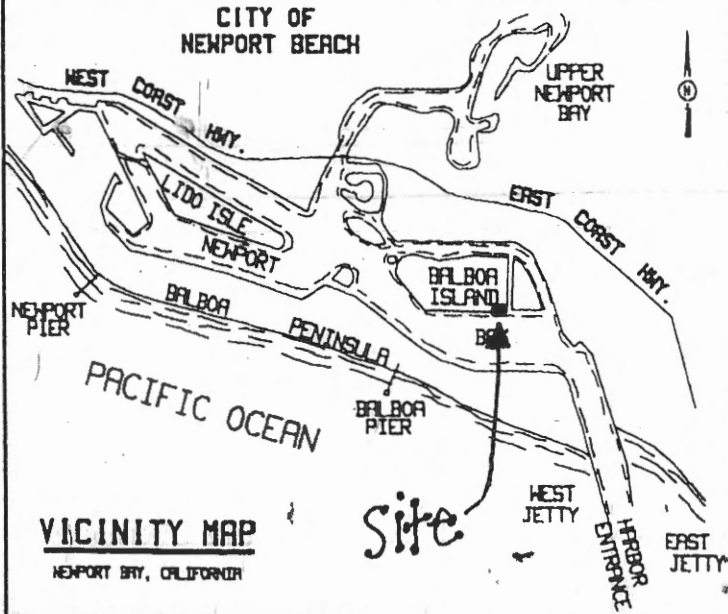 CITY OF
NEWPORT BEACH
WEST COAST HWY.
UPPER
NEWPORT
BAY
N
EAST COAST HWY.
LIDO ISLE
NEWPORT
BALBOA
ISLAND
BAY
NEWPORT
PIER
BALBOA PENINSULA
BALBOA
PIER
PACIFIC OCEAN
site
WEST
JETTY
HARBOR
ENTRANCE
EAST
JETTY
VICINITY MAP
NEWPORT BAY, CALIFORNIA